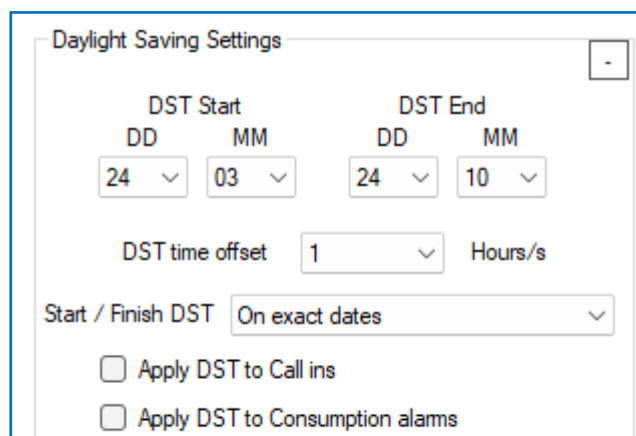 Daylight Saving Settings
-
DST Start DST End
DD MM DD MM
24 03 24 10
DST time offset 1 Hours/s
Start / Finish DST On exact dates
Apply DST to Call ins
Apply DST to Consumption alarms